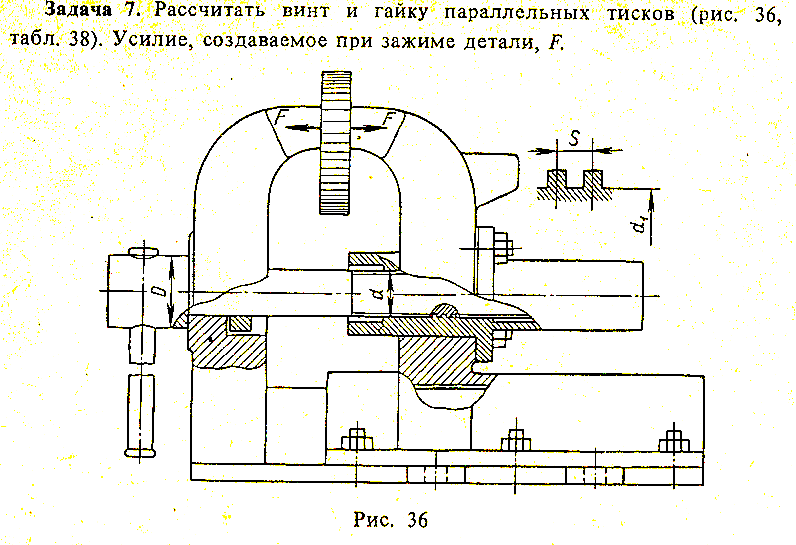 Задача 7. Рассчитать винт и гайку параллельных тисков (рис. 36,
табл. 38). Усилие, создаваемое при зажиме детали, F.
F F
S
d₁
D
d
Рис. 36